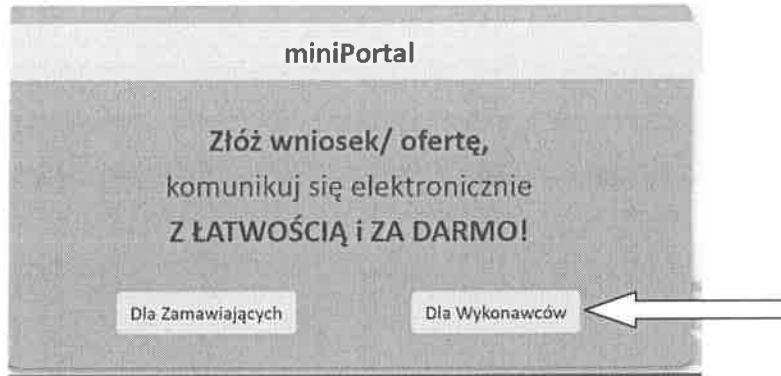 miniPortal
Złóż wniosek/ ofertę,
komunikuj się elektronicznie
Z ŁATWOŚCIĄ i ZA DARMO!
Dla Zamawiających
Dla Wykonawców